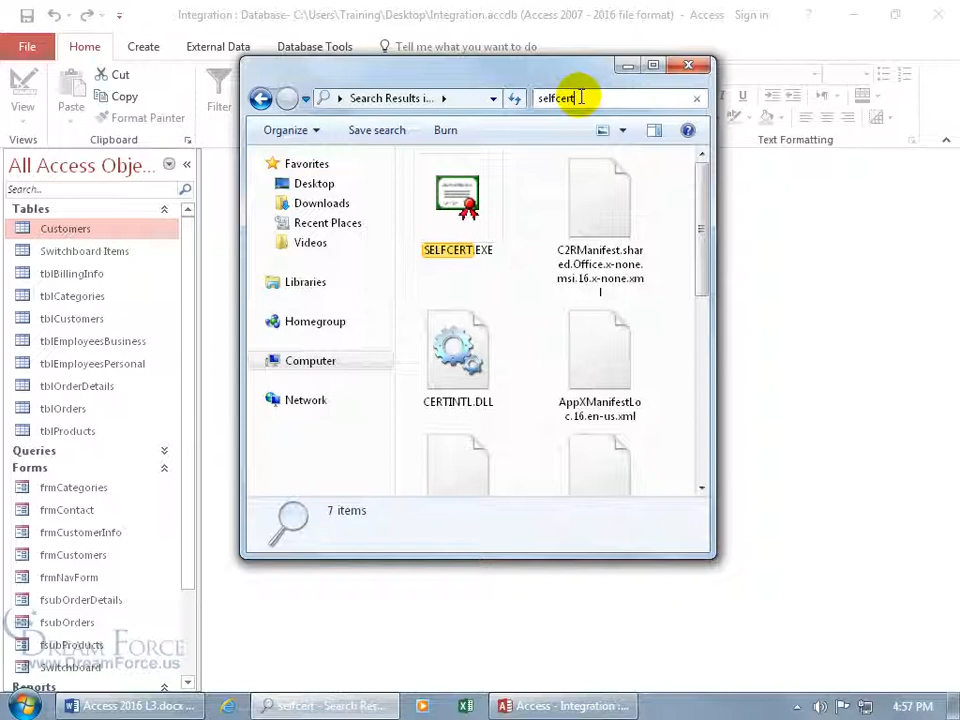 Integration : Database- C:\Users\Training\Desktop\Integration.accdb (Access 2007 - 2016 file format) - Access
Sign in
File
Home
Create
External Data
Database Tools
Tell me what you want to do
View
Views
Paste
Cut
Copy
Format Painter
Clipboard
Filter
U
A
Text Formatting
Search Results i...
selfcert
Organize
Save search
Burn
Favorites
Desktop
Downloads
Recent Places
Videos
Libraries
Homegroup
Computer
Network
SELFCERT.EXE
C2RManifest.shar
ed.Office.x-none.
msi.16.x-none.xm
l
CERTINTL.DLL
AppXManifestLo
c.16.en-us.xml
7 items
All Access Obje...
Search...
Tables
Customers
Switchboard Items
tblBillingInfo
tblCategories
tblCustomers
tblEmployeesBusiness
tblEmployeesPersonal
tblOrderDetails
tblOrders
tblProducts
Queries
Forms
frmCategories
frmContact
frmCustomerInfo
frmCustomers
frmNavForm
fsubOrderDetails
fsubOrders
fsubProducts
Switchboard
Reports
DREAM FORCE
www.DreamForce.us
Access 2016 L3.docx ...
selfcert - Search Res...
Access - Integration :...
4:57 PM